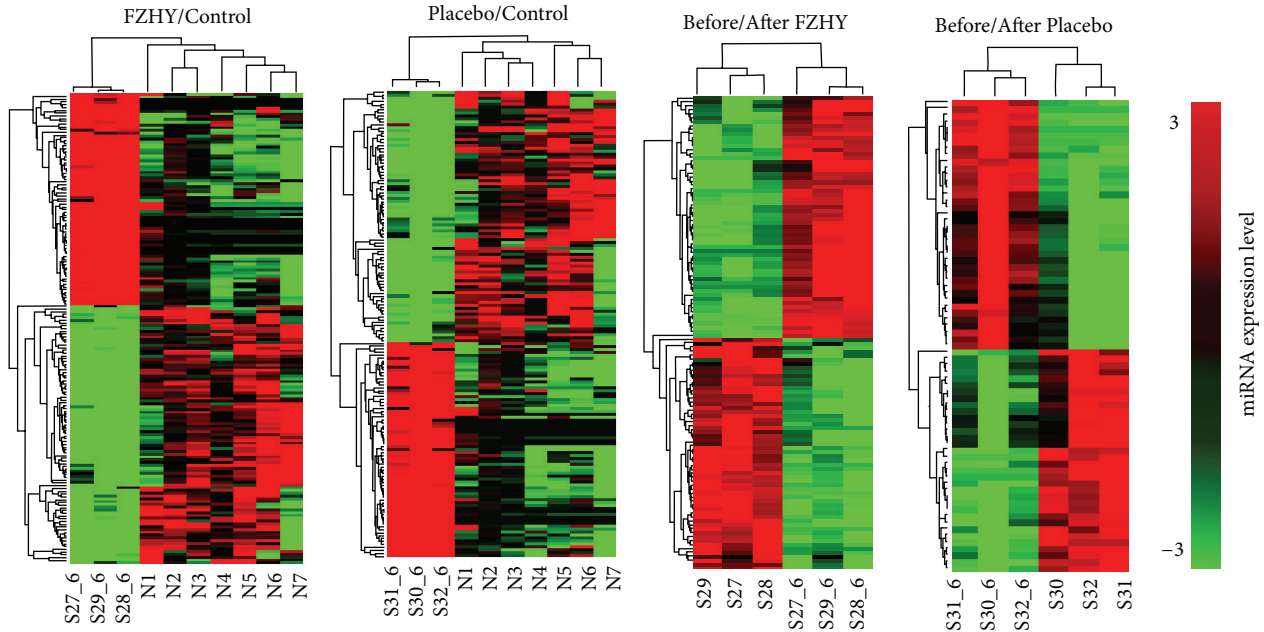 FZHY/Control
Placebo/Control
Before/After FZHY
Before/After Placebo
3
−3
miRNA expression level
S27_6 S29_6 S28_6 N1 N2 N3 N4 N5 N6 N7
S31_6 S30_6 S32_6 N1 N2 N3 N4 N5 N6 N7
S29 S27 S28 S27_6 S29_6 S28_6
S31_6 S30_6 S32_6 S30 S32 S31